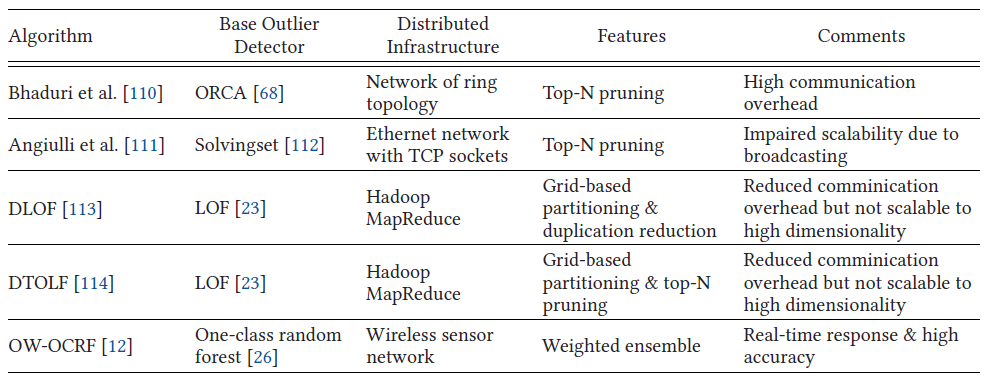 Algorithm
Base Outlier
Detector
Distributed
Infrastructure
Features
Comments
Bhaduri et al. [110]
ORCA [68]
Network of ring
topology
Top-N pruning
High communication
overhead
Angiulli et al. [111]
Solvingset [112]
Ethernet network
with TCP sockets
Top-N pruning
Impaired scalability due to
broadcasting
DLOF [113]
LOF [23]
Hadoop
MapReduce
Grid-based
partitioning &
duplication reduction
Reduced comminication
overhead but not scalable to
high dimensionality
DTOLF [114]
LOF [23]
Hadoop
MapReduce
Grid-based
partitioning & top-N
pruning
Reduced comminication
overhead but not scalable to
high dimensionality
OW-OCRF [12]
One-class random
forest [26]
Wireless sensor
network
Weighted ensemble
Real-time response & high
accuracy